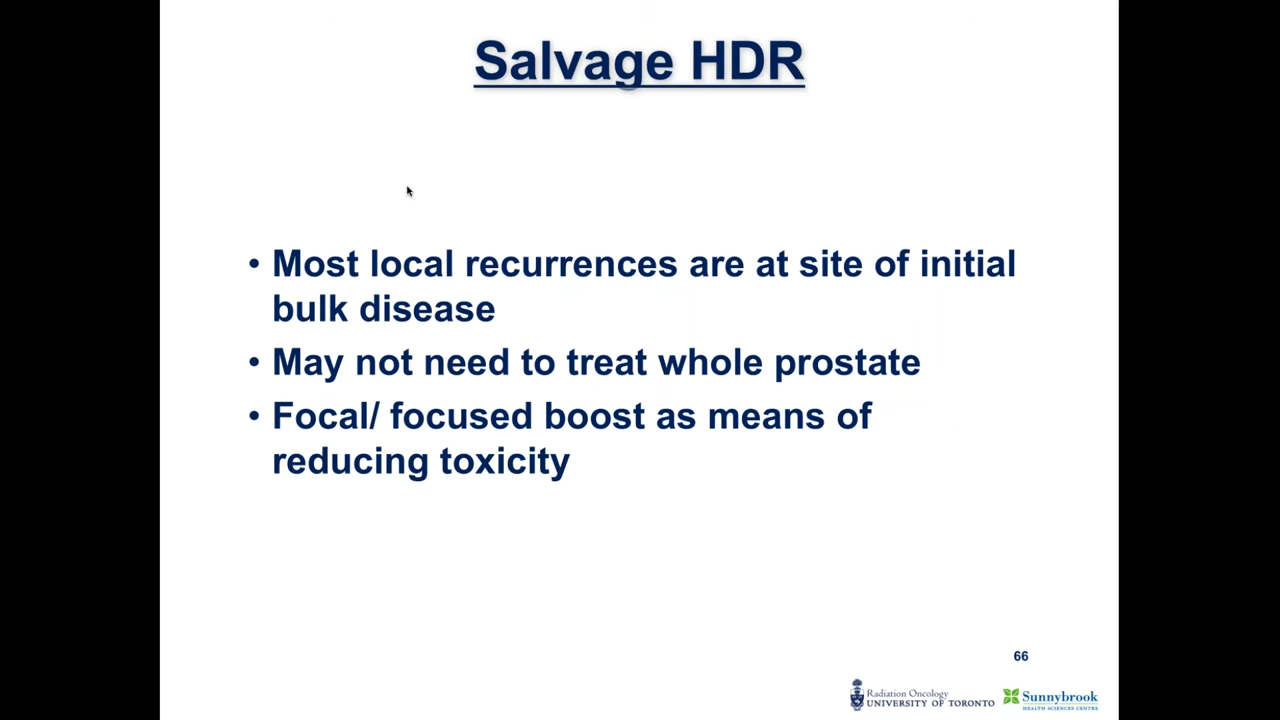 Salvage HDR
• Most local recurrences are at site of initial
bulk disease
• May not need to treat whole prostate
• Focal/ focused boost as means of
reducing toxicity
66
Radiation Oncology
UNIVERSITY OF TORONTO
Sunnybrook
HEALTH SCIENCES CENTRE